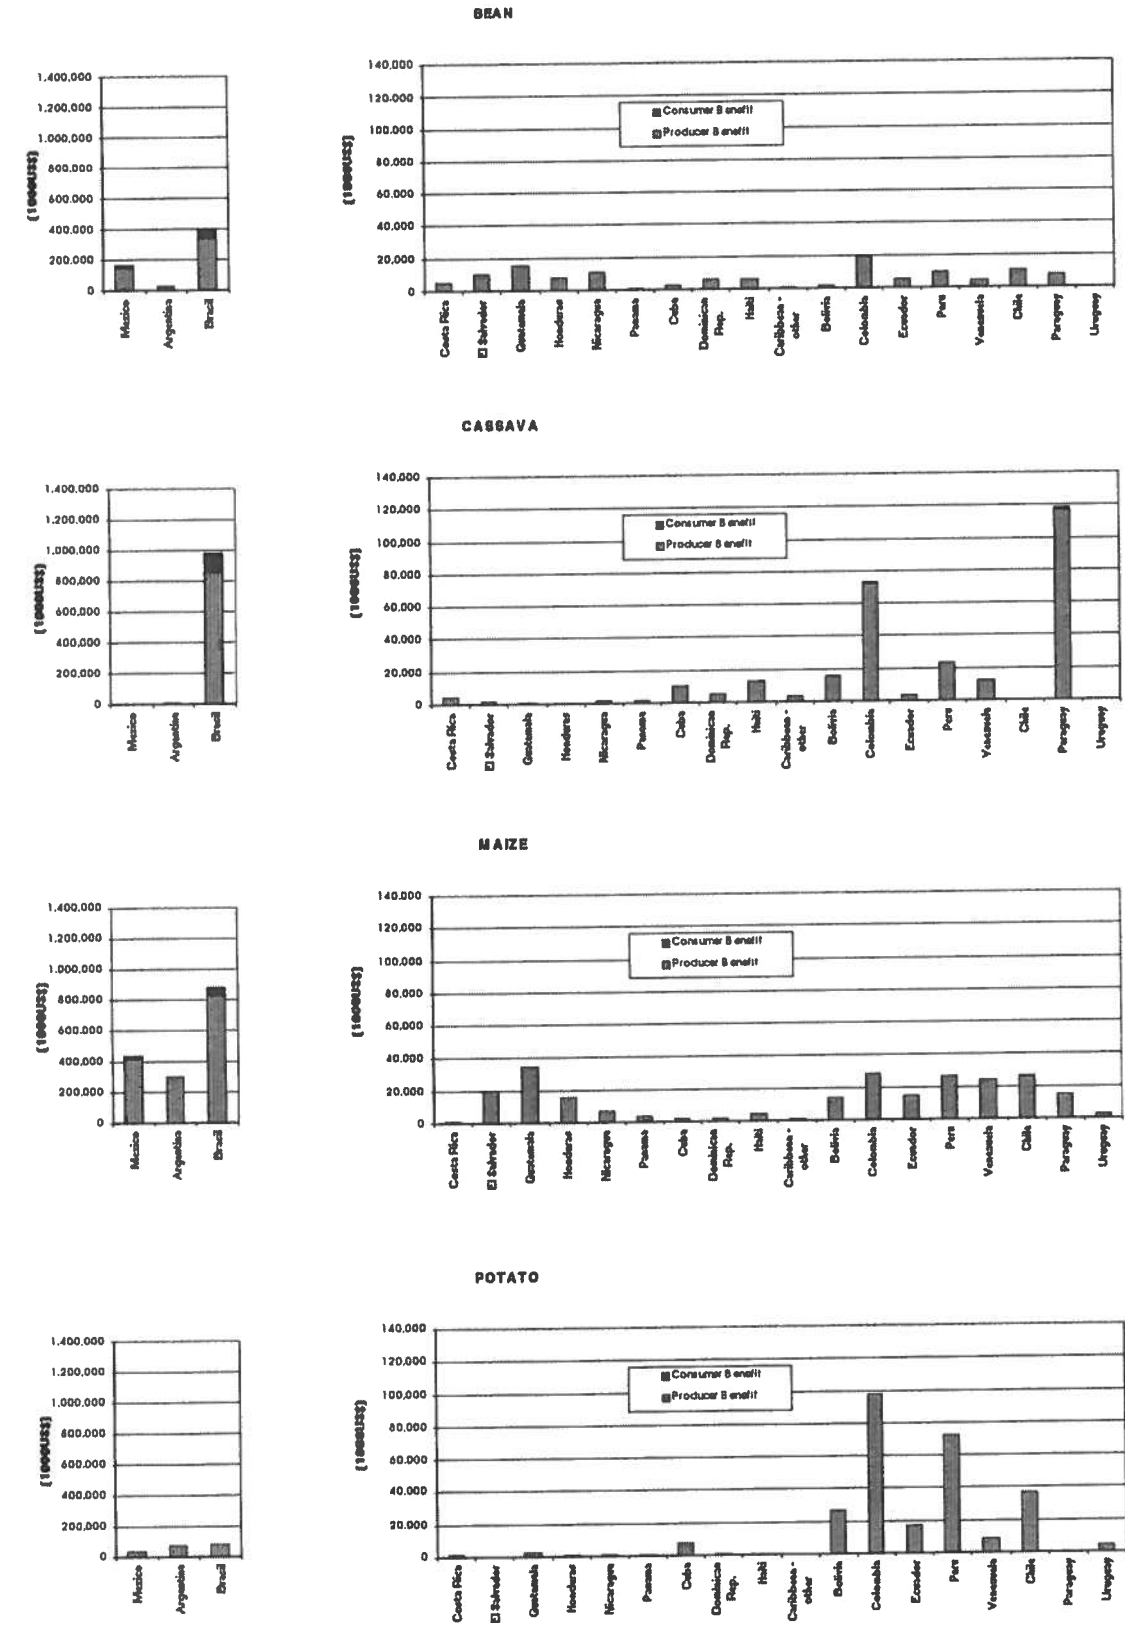 BEAN
1,400,000
1,200,000
1,000,000
800,000
600,000
400,000
200,000
0
(1000US$)
Mexico
Argentina
Brazil
140,000
120,000
100,000
80,000
60,000
40,000
20,000
0
(1000US$)
Consumer Benefit
Producer Benefit
Costa Rica
El Salvador
Guatemala
Honduras
Nicaragua
Panama
Cuba
Dominican
Rep.
Haiti
Caribbean -
other
Bolivia
Colombia
Ecuador
Peru
Venezuela
Chile
Paraguay
Uruguay
CASSAVA
1,400,000
1,200,000
1,000,000
800,000
600,000
400,000
200,000
0
(1000US$)
Mexico
Argentina
Brazil
140,000
120,000
100,000
80,000
60,000
40,000
20,000
0
(1000US$)
Consumer Benefit
Producer Benefit
Costa Rica
El Salvador
Guatemala
Honduras
Nicaragua
Panama
Cuba
Dominican
Rep.
Haiti
Caribbean -
other
Bolivia
Colombia
Ecuador
Peru
Venezuela
Chile
Paraguay
Uruguay
MAIZE
1,400,000
1,200,000
1,000,000
800,000
600,000
400,000
200,000
0
(1000US$)
Mexico
Argentina
Brazil
140,000
120,000
100,000
80,000
60,000
40,000
20,000
0
(1000US$)
Consumer Benefit
Producer Benefit
Costa Rica
El Salvador
Guatemala
Honduras
Nicaragua
Panama
Cuba
Dominican
Rep.
Haiti
Caribbean -
other
Bolivia
Colombia
Ecuador
Peru
Venezuela
Chile
Paraguay
Uruguay
POTATO
1,400,000
1,200,000
1,000,000
800,000
600,000
400,000
200,000
0
(1000US$)
Mexico
Argentina
Brazil
140,000
120,000
100,000
80,000
60,000
40,000
20,000
0
(1000US$)
Consumer Benefit
Producer Benefit
Costa Rica
El Salvador
Guatemala
Honduras
Nicaragua
Panama
Cuba
Dominican
Rep.
Haiti
Caribbean -
other
Bolivia
Colombia
Ecuador
Peru
Venezuela
Chile
Paraguay
Uruguay